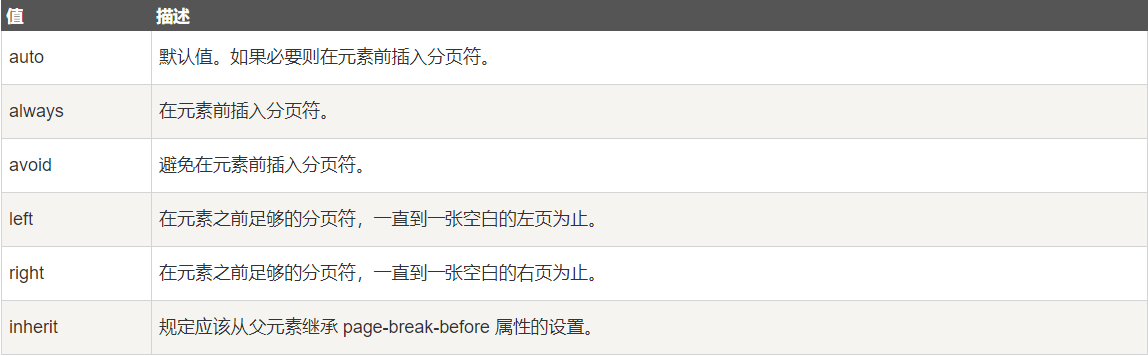 值 描述
auto 默认值。如果必要则在元素前插入分页符。
always 在元素前插入分页符。
avoid 避免在元素前插入分页符。
left 在元素之前足够的分页符，一直到一张空白的左页为止。
right 在元素之前足够的分页符，一直到一张空白的右页为止。
inherit 规定应该从父元素继承 page-break-before 属性的设置。